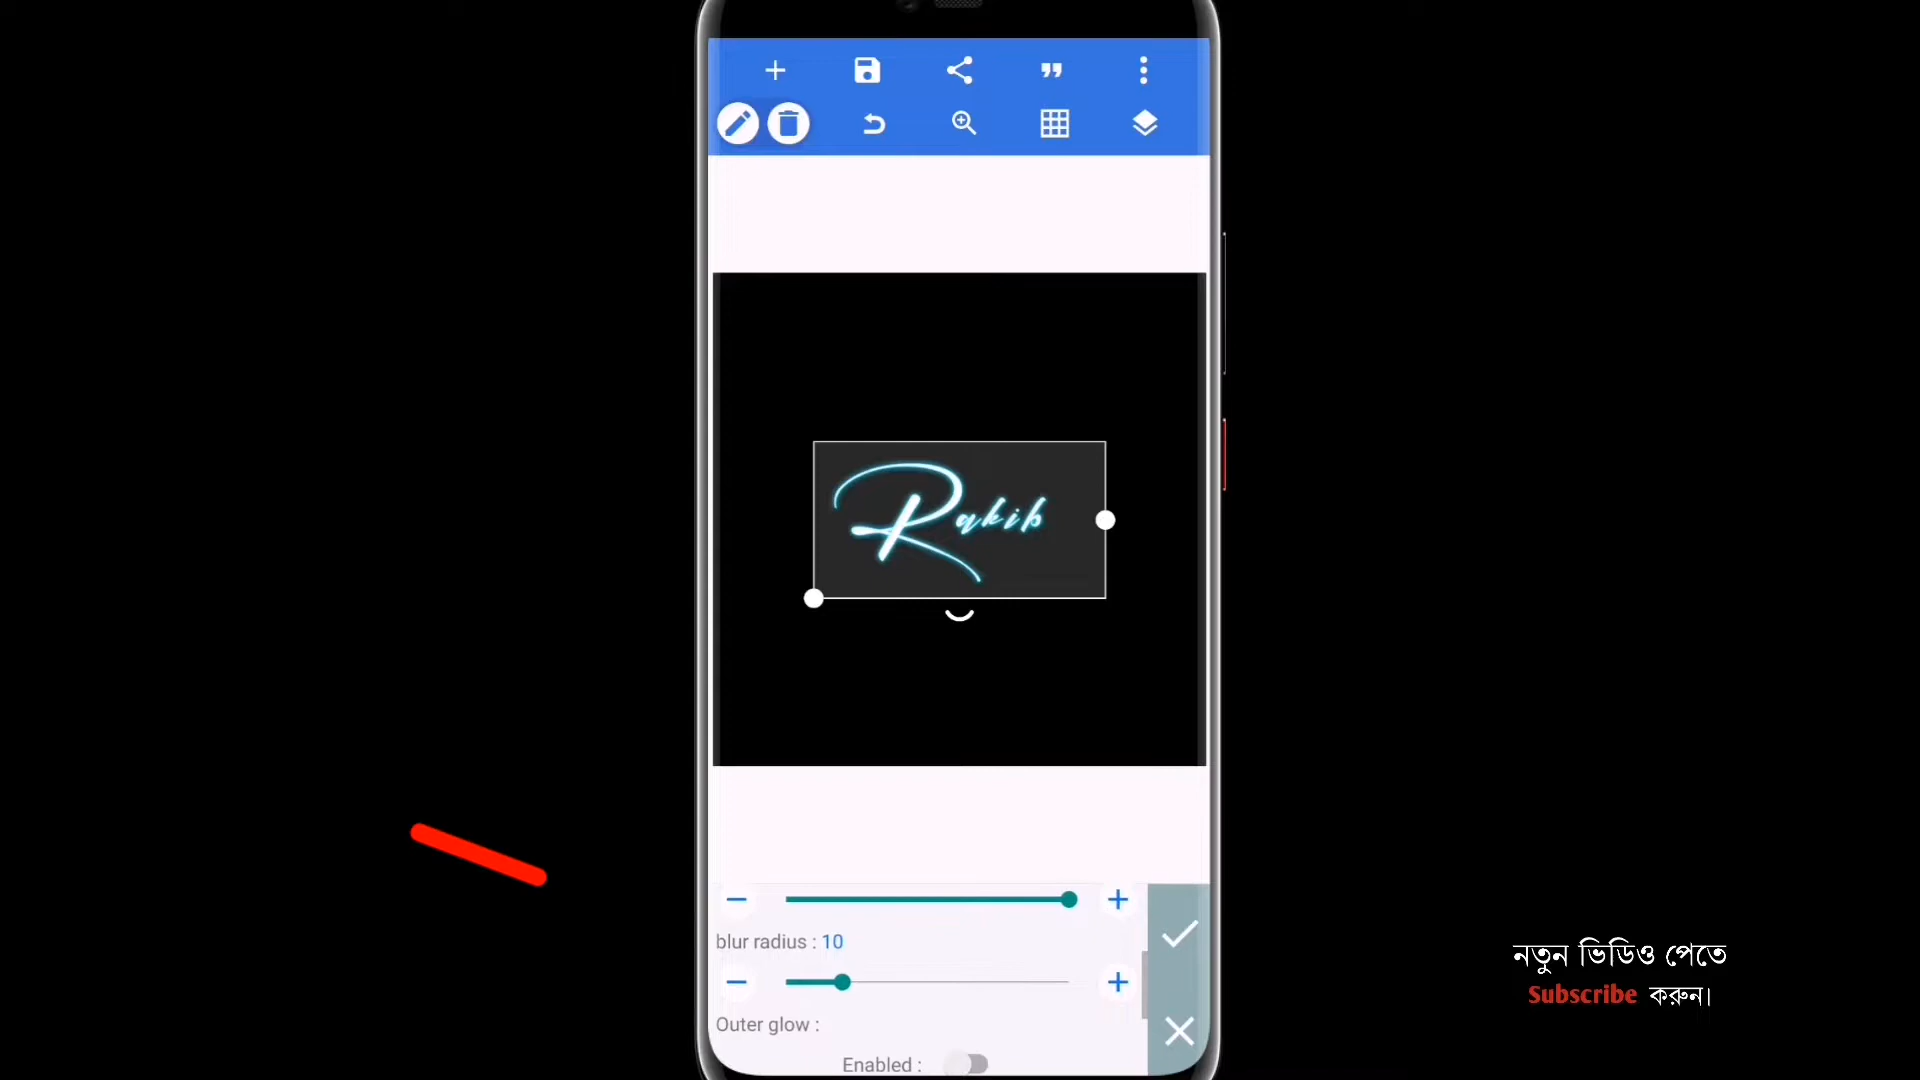 Rakib
blur radius : 10
Outer glow :
Enabled :
নতুন ভিডিও পেতে
Subscribe করুন।